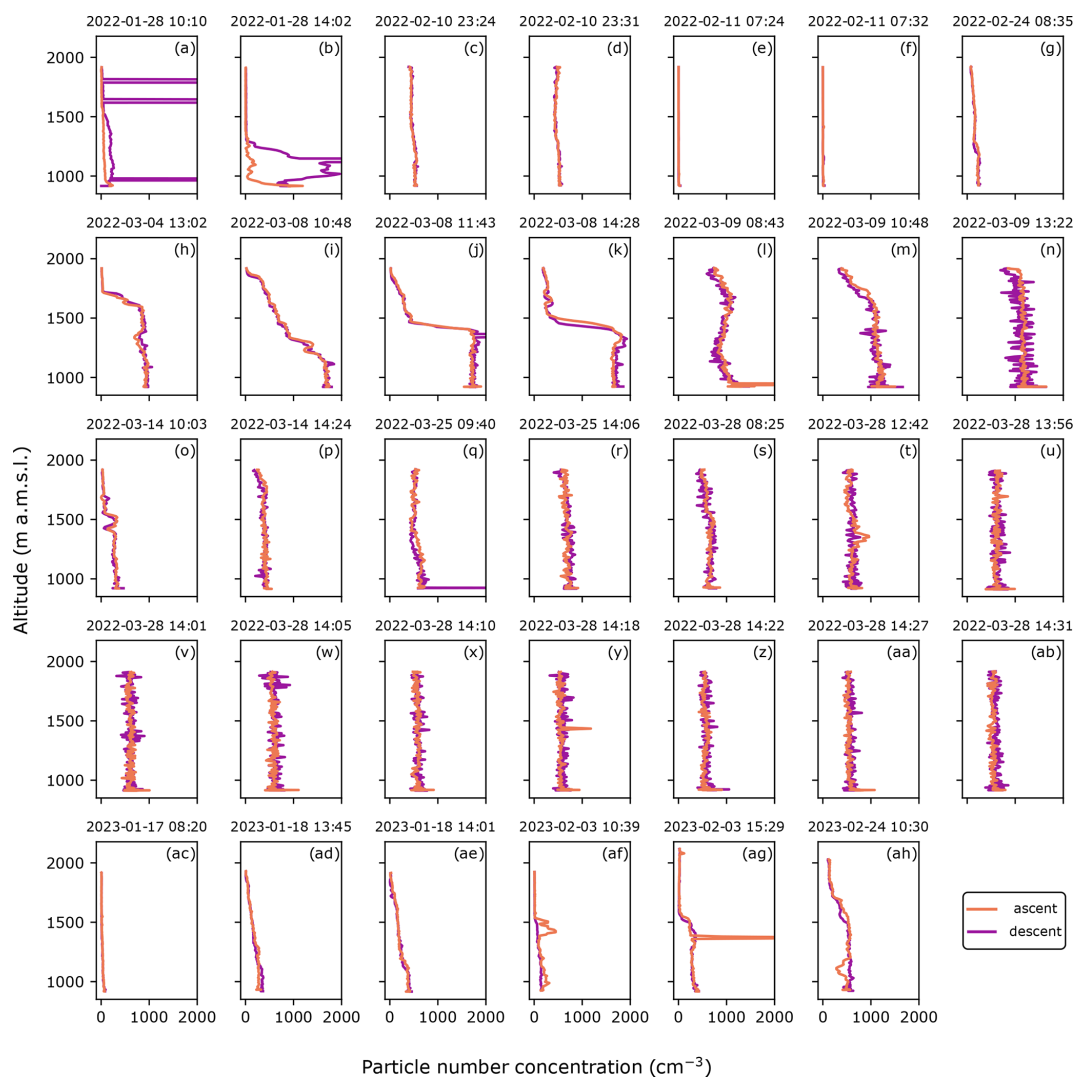 2022-01-28 10:10 2022-01-28 14:02 2022-02-10 23:24 2022-02-10 23:31 2022-02-11 07:24 2022-02-11 07:32 2022-02-24 08:35
(a) (b) (c) (d) (e) (f) (g)
2000
1500
1000
2022-03-04 13:02 2022-03-08 10:48 2022-03-08 11:43 2022-03-08 14:28 2022-03-09 08:43 2022-03-09 10:48 2022-03-09 13:22
(h) (i) (j) (k) (l) (m) (n)
2000
1500
1000
2022-03-14 10:03 2022-03-14 14:24 2022-03-25 09:40 2022-03-25 14:06 2022-03-28 08:25 2022-03-28 12:42 2022-03-28 13:56
(o) (p) (q) (r) (s) (t) (u)
2000
1500
1000
Altitude (m a.m.s.l.)
2022-03-28 14:01 2022-03-28 14:05 2022-03-28 14:10 2022-03-28 14:18 2022-03-28 14:22 2022-03-28 14:27 2022-03-28 14:31
(v) (w) (x) (y) (z) (aa) (ab)
2000
1500
1000
2023-01-17 08:20 2023-01-18 13:45 2023-01-18 14:01 2023-02-03 10:39 2023-02-03 15:29 2023-02-24 10:30
(ac) (ad) (ae) (af) (ag) (ah)
2000
1500
1000
ascent
descent
0 1000 2000 0 1000 2000 0 1000 2000 0 1000 2000 0 1000 2000 0 1000 2000
Particle number concentration (cm⁻³)